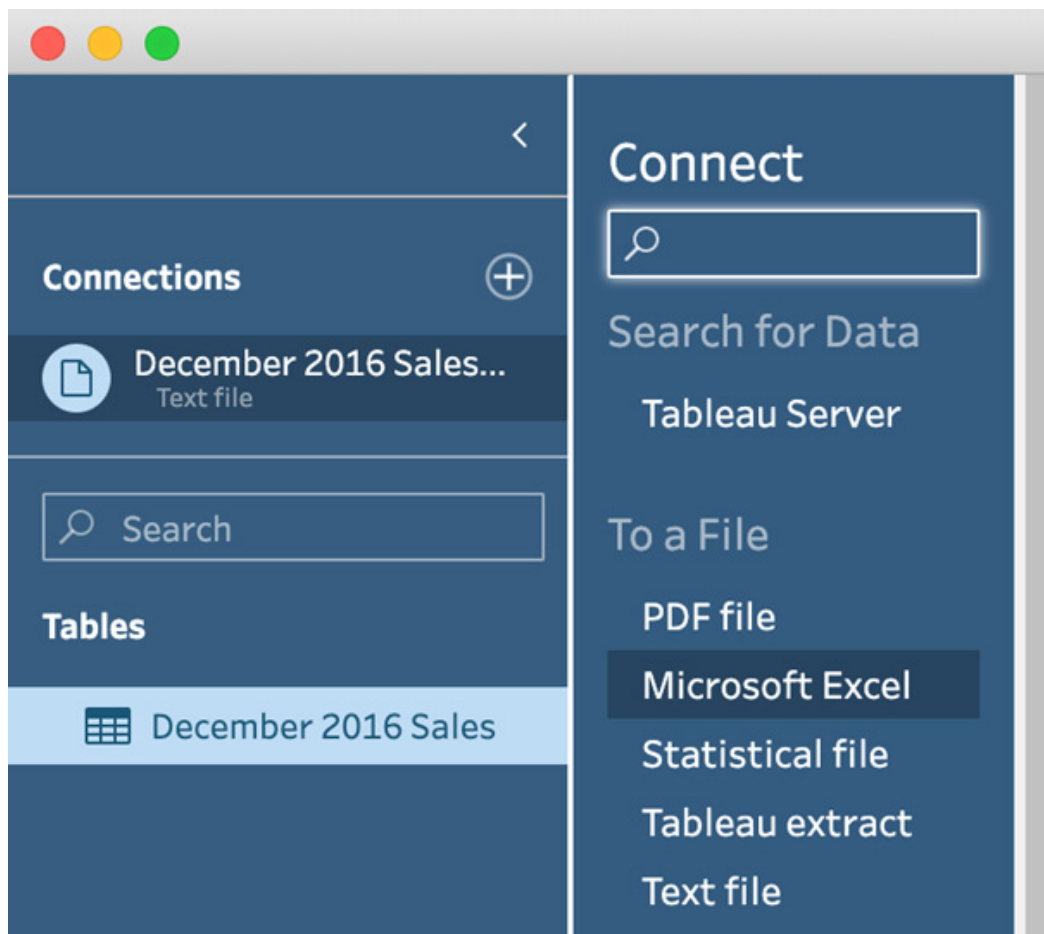 Connections
December 2016 Sales...
Text file
Search
Tables
December 2016 Sales
Connect
Search for Data
Tableau Server
To a File
PDF file
Microsoft Excel
Statistical file
Tableau extract
Text file